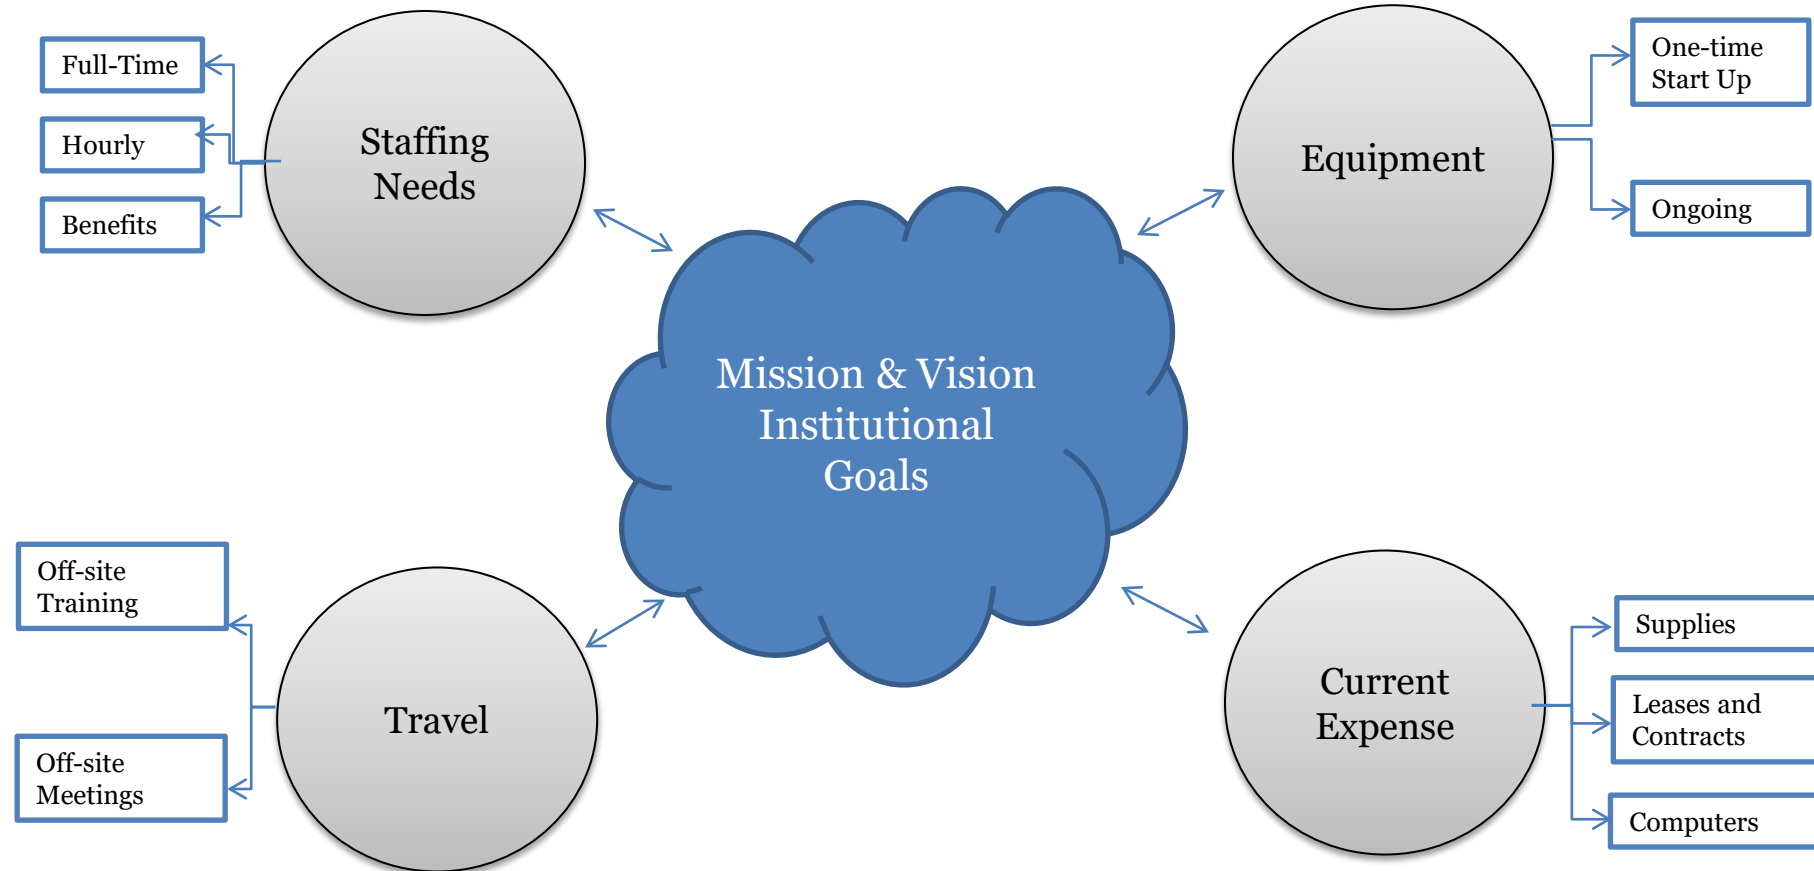 Full-Time
Hourly
Benefits
Staffing
Needs
Equipment
One-time
Start Up
Ongoing
Mission & Vision
Institutional
Goals
Off-site
Training
Off-site
Meetings
Travel
Current
Expense
Supplies
Leases and
Contracts
Computers